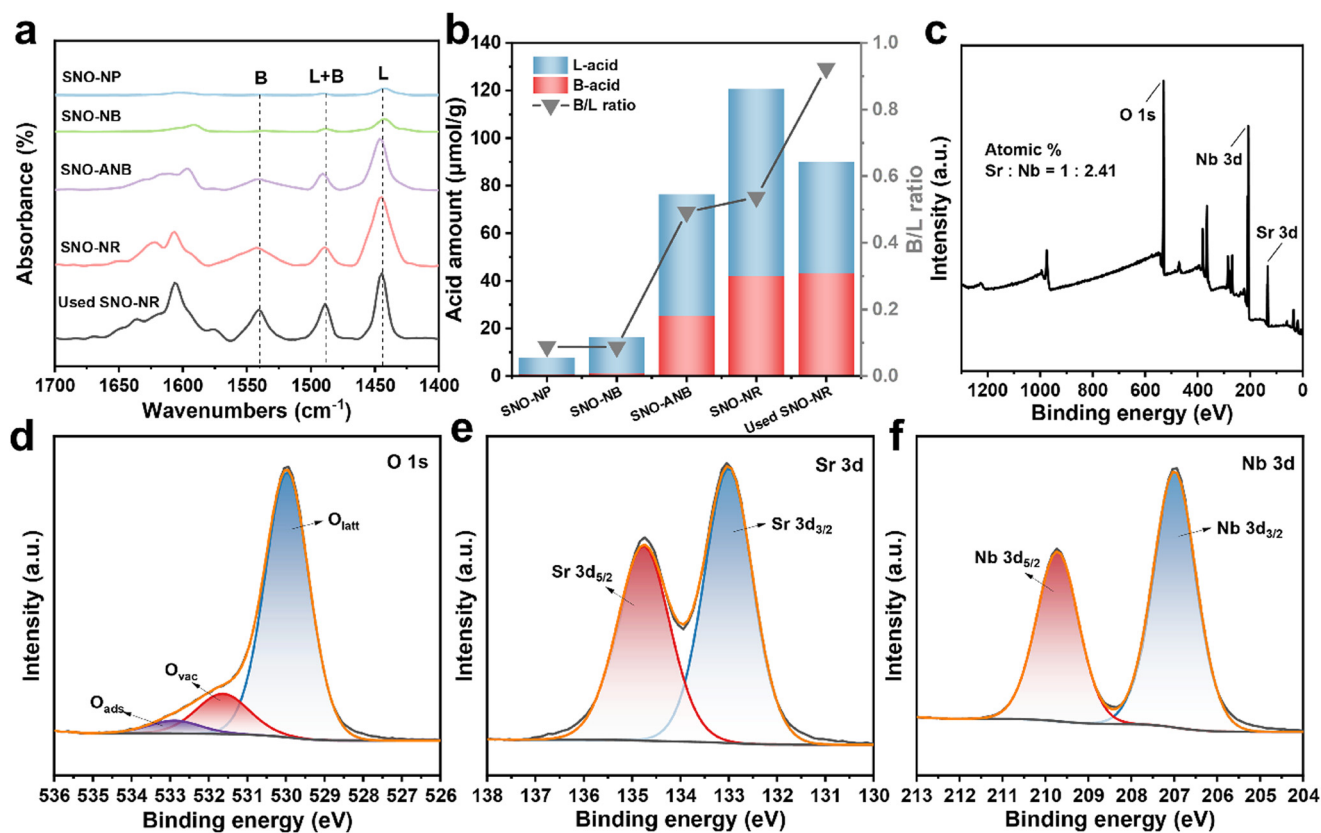 a
SNO-NP
SNO-NB
SNO-ANB
SNO-NR
Used SNO-NR
B
L+B
L
Absorbance (%)
1700
1650
1600
1550
1500
1450
1400
Wavenumbers (cm⁻¹)
b
L-acid
B-acid
B/L ratio
Acid amount (μmol/g)
140
120
100
80
60
40
20
0
1.0
0.8
0.6
0.4
0.2
0.0
B/L ratio
SNO-NP
SNO-NB
SNO-ANB
SNO-NR
Used SNO-NR
c
O 1s
Nb 3d
Sr 3d
Atomic %
Sr : Nb = 1 : 2.41
Intensity (a.u.)
1200
1000
800
600
400
200
0
Binding energy (eV)
d
O 1s
O_latt
O_vac
O_ads
Intensity (a.u.)
536
535
534
533
532
531
530
529
528
527
526
Binding energy (eV)
e
Sr 3d
Sr 3d_3/2
Sr 3d_5/2
Intensity (a.u.)
138
137
136
135
134
133
132
131
130
Binding energy (eV)
f
Nb 3d
Nb 3d_3/2
Nb 3d_5/2
Intensity (a.u.)
213
212
211
210
209
208
207
206
205
204
Binding energy (eV)